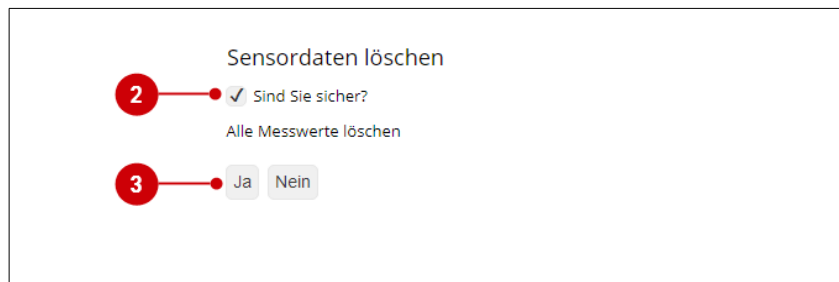 Sensordaten löschen
2 Sind Sie sicher?
Alle Messwerte löschen
3 Ja Nein